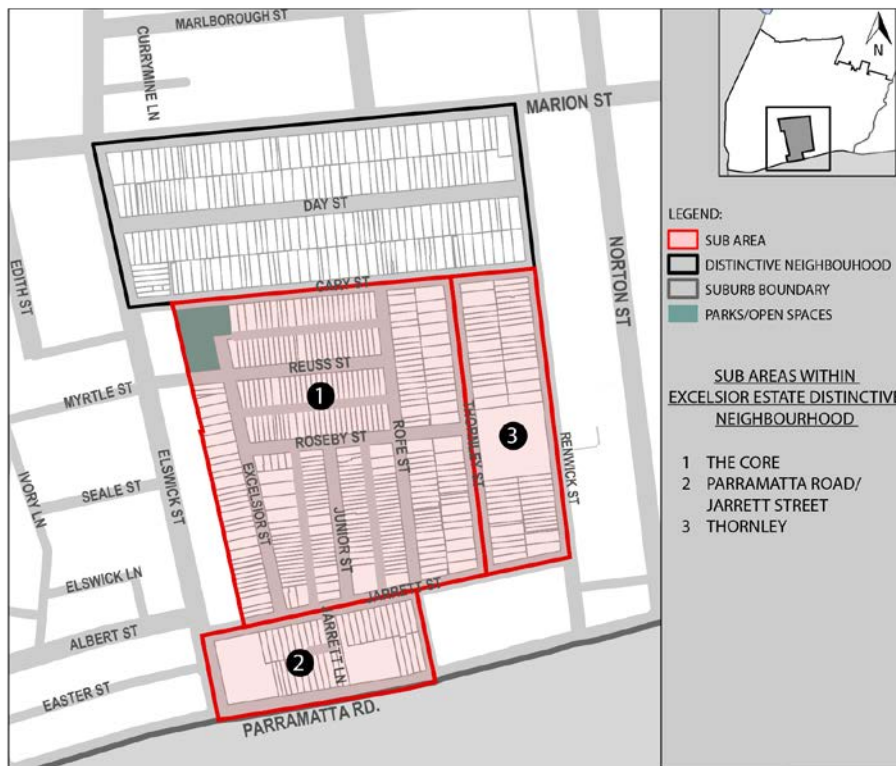 MARLBOROUGH ST
CURRYMINE LN
N
MARION ST
DAY ST
LEGEND:
SUB AREA
DISTINCTIVE NEIGHBOUHOOD
SUBURB BOUNDARY
PARKS/OPEN SPACES
EDITH ST
NORTON ST
CARY ST
REUSS ST
MYRTLE ST
1
ROSEBY ST
ROFE ST
THORNLEY ST
3
RENWICK ST
SUB AREAS WITHIN
EXCELSIOR ESTATE DISTINCTIVE
NEIGHBOURHOOD
1 THE CORE
2 PARRAMATTA ROAD/
JARRETT STREET
3 THORNLEY
IVORY LN
SEALE ST
ELSWICK ST
EXCELSIOR ST
JUNIOR ST
ELSWICK LN
JARRETT ST
ALBERT ST
JARRETT LN
2
EASTER ST
PARRAMATTA RD.